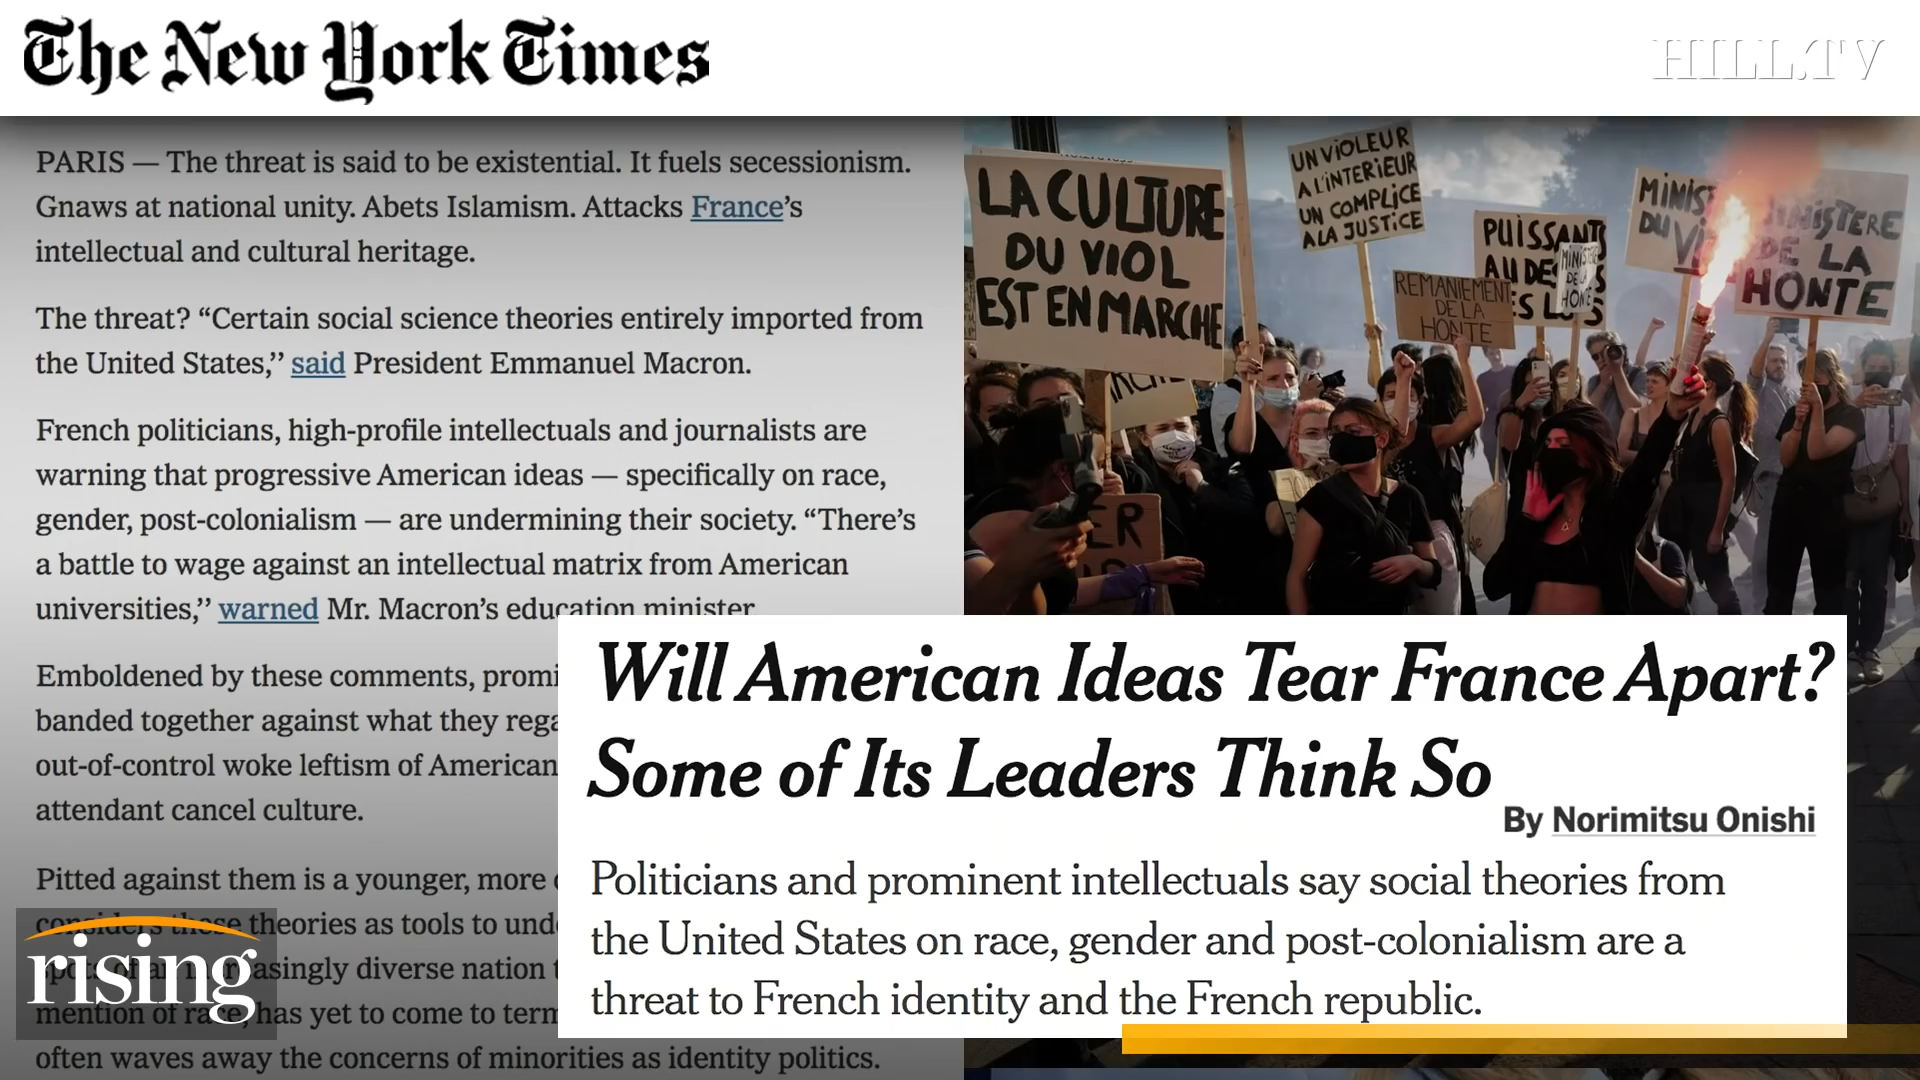 The New York Times
HILL.TV
PARIS — The threat is said to be existential. It fuels secessionism.
Gnaws at national unity. Abets Islamism. Attacks France’s
intellectual and cultural heritage.
The threat? “Certain social science theories entirely imported from
the United States,’’ said President Emmanuel Macron.
French politicians, high-profile intellectuals and journalists are
warning that progressive American ideas — specifically on race,
gender, post-colonialism — are undermining their society. “There’s
a battle to wage against an intellectual matrix from American
universities,’’ warned Mr. Macron’s education minister
Emboldened by these comments,
banded together against what they
out-of-control woke leftism of American
attendant cancel culture.
Pitted against them is a younger, more
considers these theories as tools to
mention of race, has yet to come to
often waves away the concerns of minorities as identity politics.
rising
LA CULTURE
DU VIOL
EST EN MARCHE
UN VIOLEUR
A L'INTERIEUR
UN COMPLICE
A LA JUSTICE
REMANIEMENT
DE LA
HONTE
MINISTERE
DE LA
HONTE
Will American Ideas Tear France Apart?
Some of Its Leaders Think So
By Norimitsu Onishi
Politicians and prominent intellectuals say social theories from
the United States on race, gender and post-colonialism are a
threat to French identity and the French republic.